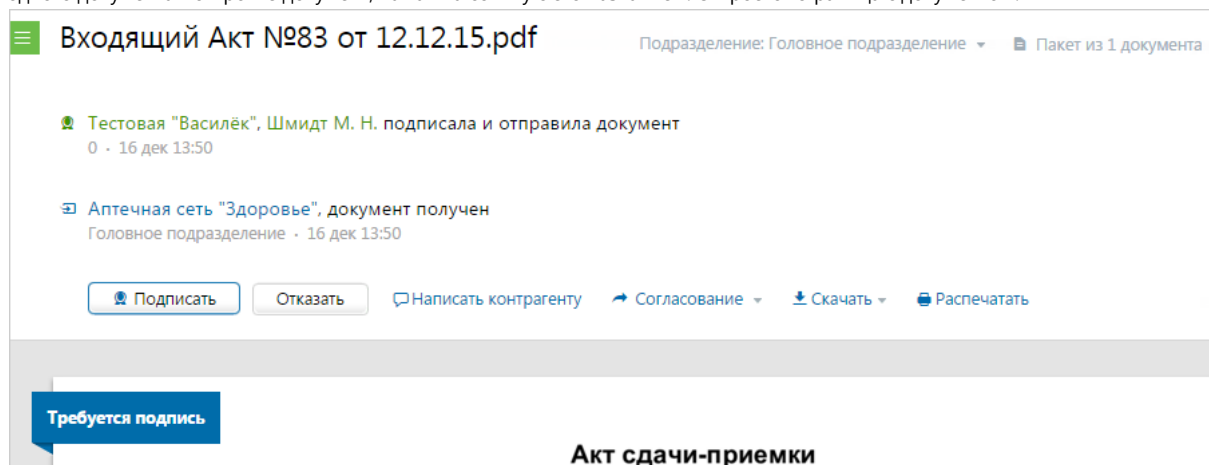 Входящий Акт №83 от 12.12.15.pdf
Подразделение: Головное подразделение
Пакет из 1 документа
Тестовая "Василёк", Шмидт М. Н. подписала и отправила документ
0 · 16 дек 13:50
Аптечная сеть "Здоровье", документ получен
Головное подразделение · 16 дек 13:50
Подписать
Отказать
Написать контрагенту
Согласование
Скачать
Распечатать
Требуется подпись
Акт сдачи-приемки